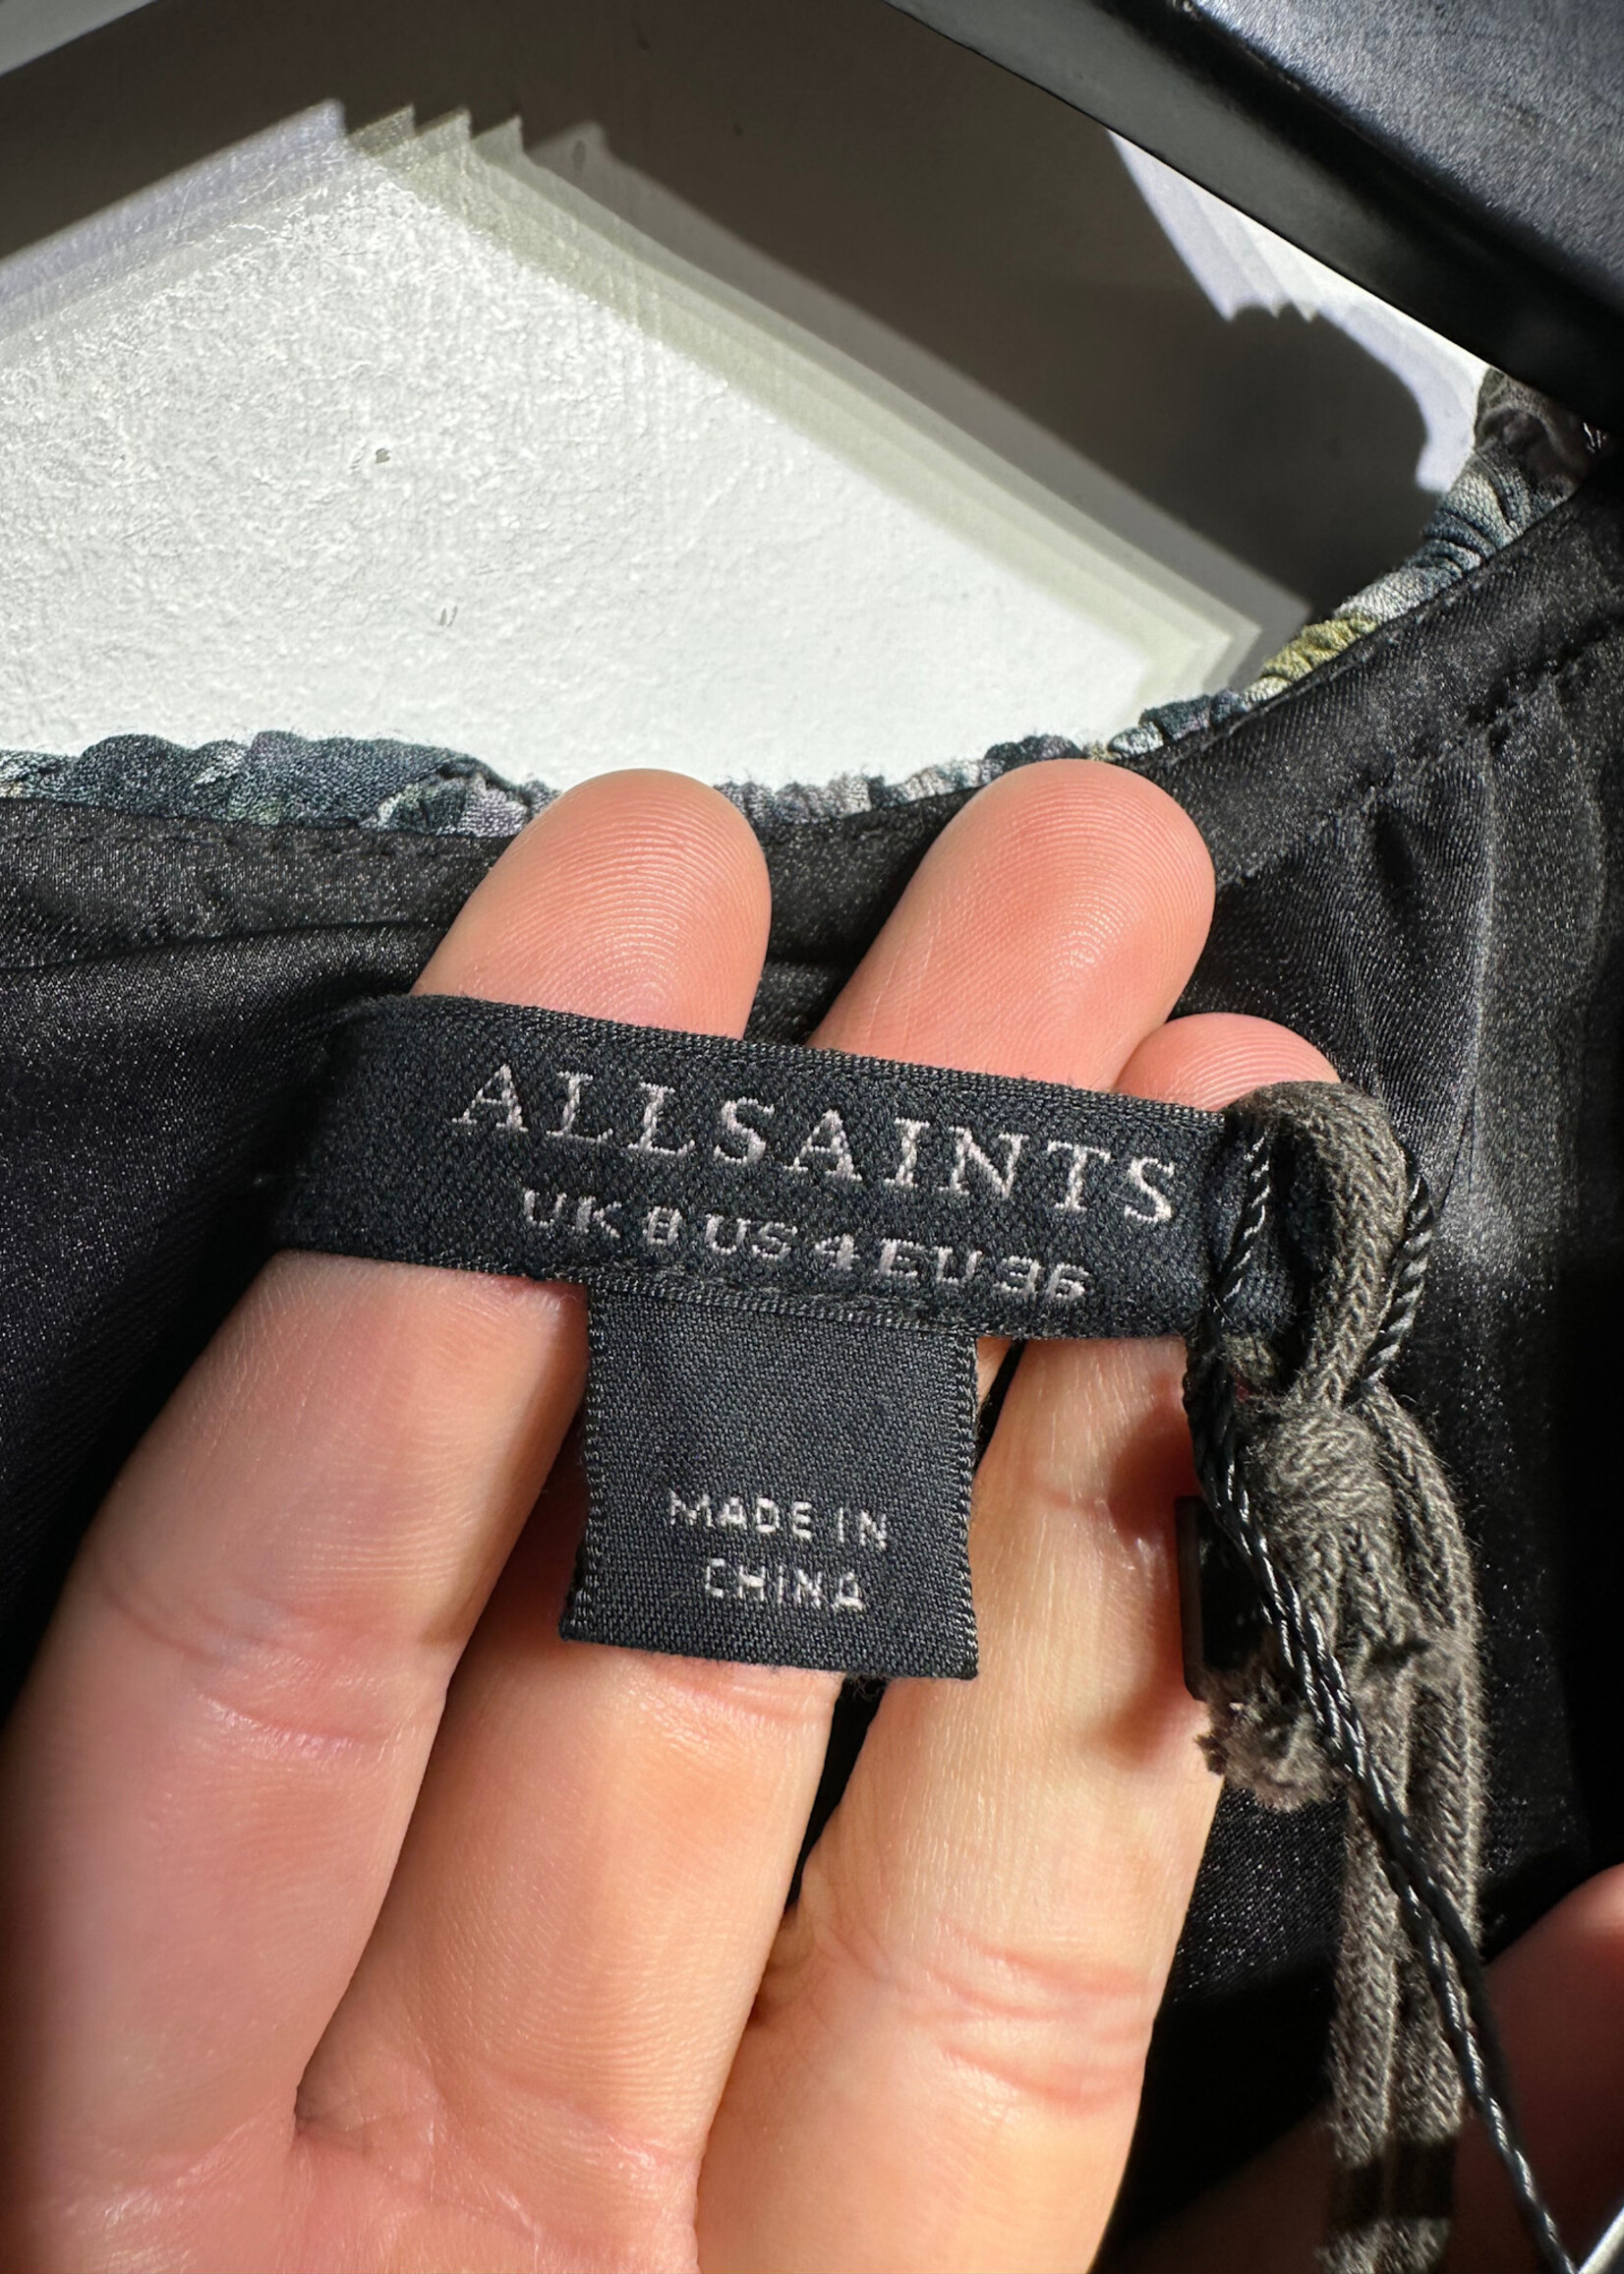 ALLSAINTS
UK 8 US 4 EU 36
MADE IN
CHINA